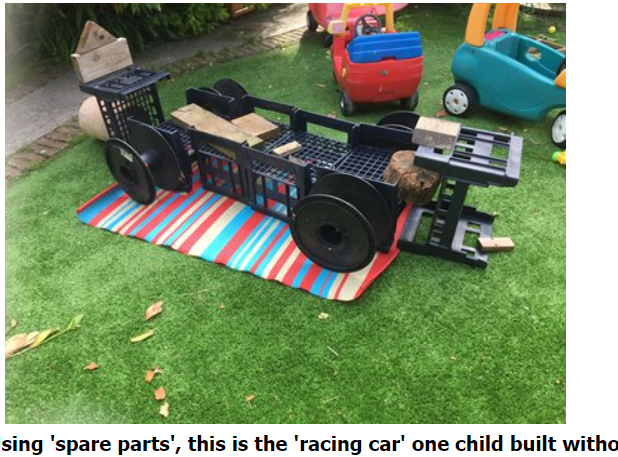 sing 'spare parts', this is the 'racing car' one child built witho